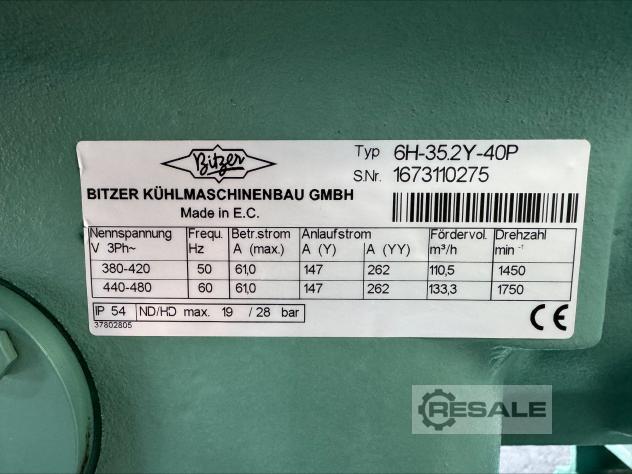 Bitzer
BITZER KÜHLMASCHINENBAU GMBH
Made in E.C.
Typ 6H-35.2Y-40P
S.Nr. 1673110275
Nennspannung Frequ. Betr.strom Anlaufstrom Fördervol. Drehzahl
V 3Ph~ Hz A (max.) A (Y) A (YY) m³/h min -1
380-420 50 61,0 147 262 110,5 1450
440-480 60 61,0 147 262 133,3 1750
IP 54 ND/HD max. 19 / 28 bar
37802805
CE
RESALE